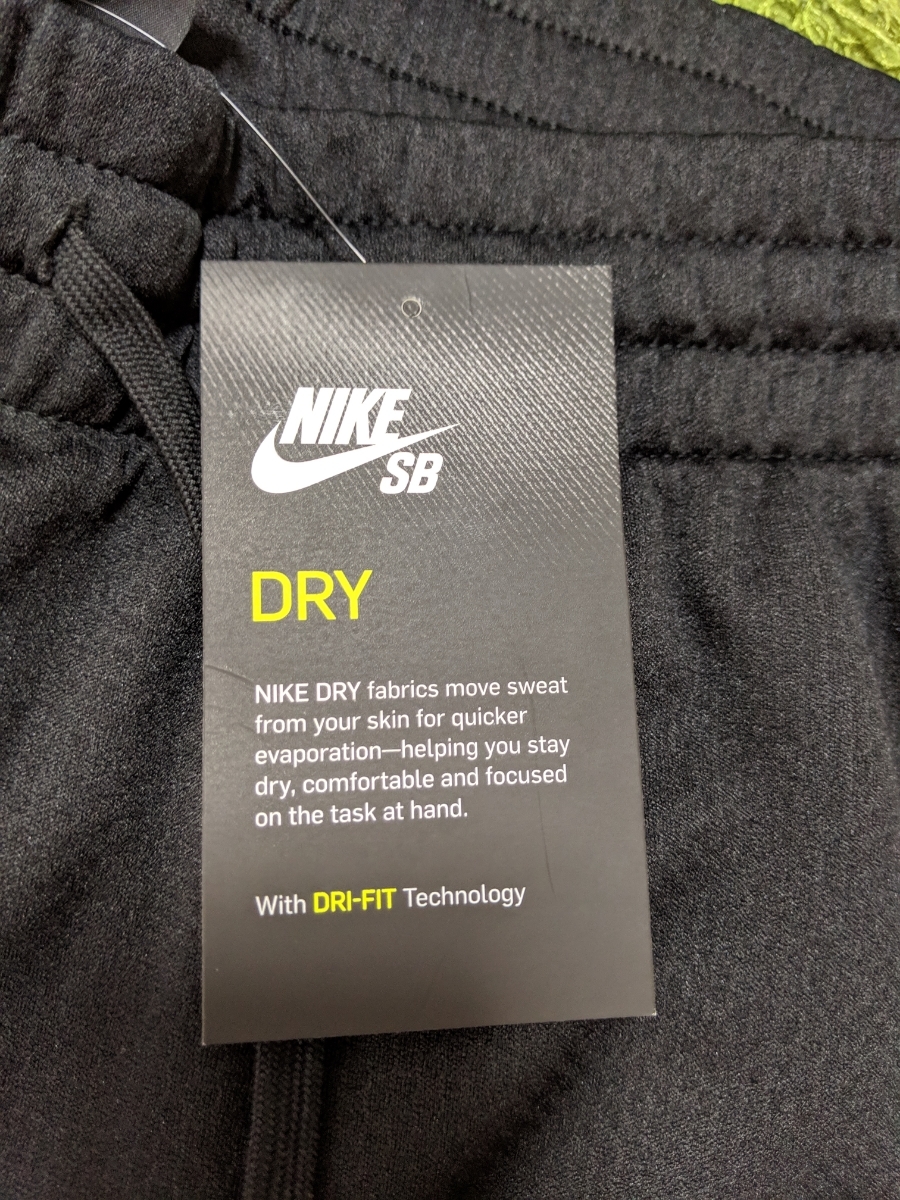 NIKE
SB
DRY
NIKE DRY fabrics move sweat
from your skin for quicker
evaporation—helping you stay
dry, comfortable and focused
on the task at hand.
With DRI-FIT Technology